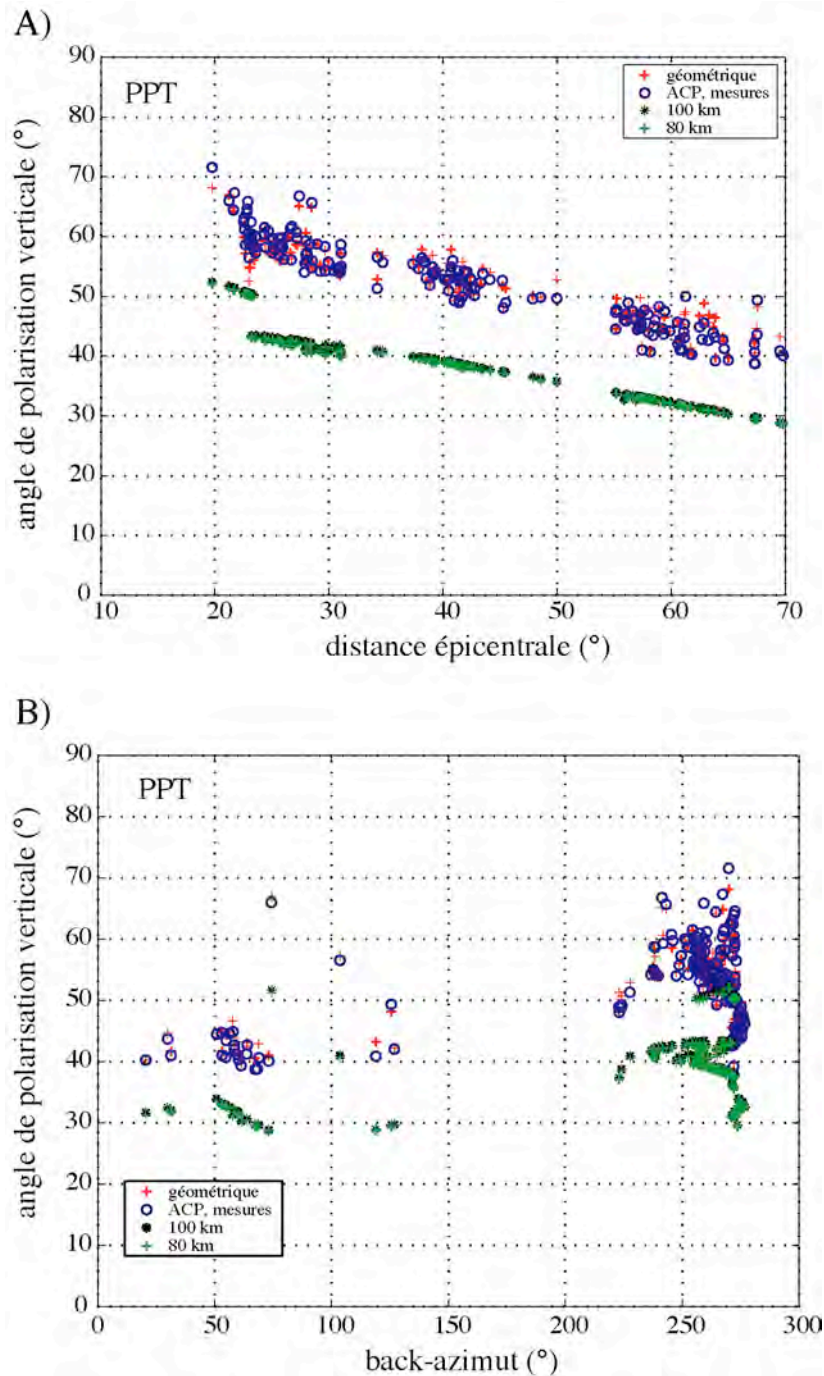 A)
90
80
70
60
50
40
30
20
10
0
angle de polarisation verticale (°)
PPT
géométrique
ACP, mesures
100 km
80 km
10
20
30
40
50
60
70
distance épicentrale (°)
B)
90
80
70
60
50
40
30
20
10
0
angle de polarisation verticale (°)
PPT
géométrique
ACP, mesures
100 km
80 km
0
50
100
150
200
250
300
back-azimut (°)